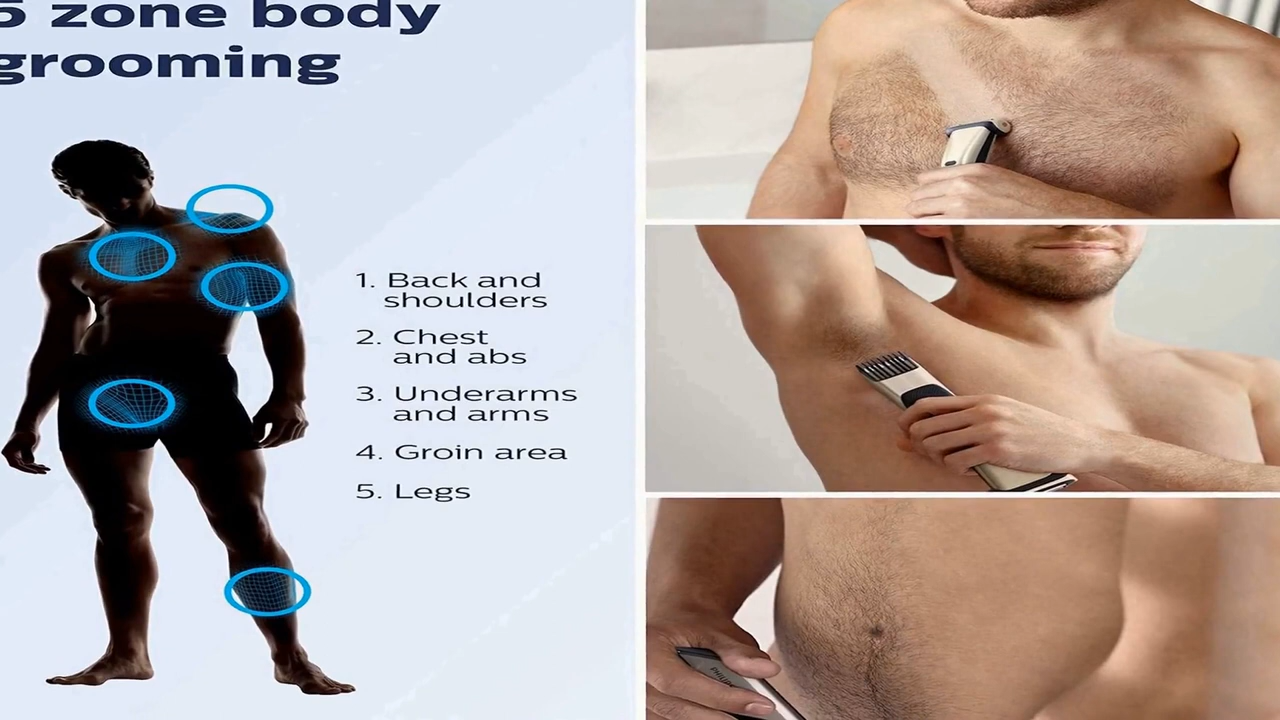 5 zone body
grooming
1. Back and
shoulders
2. Chest
and abs
3. Underarms
and arms
4. Groin area
5. Legs